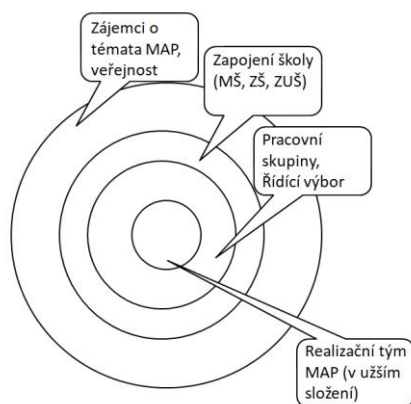 Zájemci o
témata MAP,
veřejnost
Zapojení školy
(MŠ, ZŠ, ZUŠ)
Pracovní
skupiny,
Řídící výbor
Realizační tým
MAP (v užším
složení)